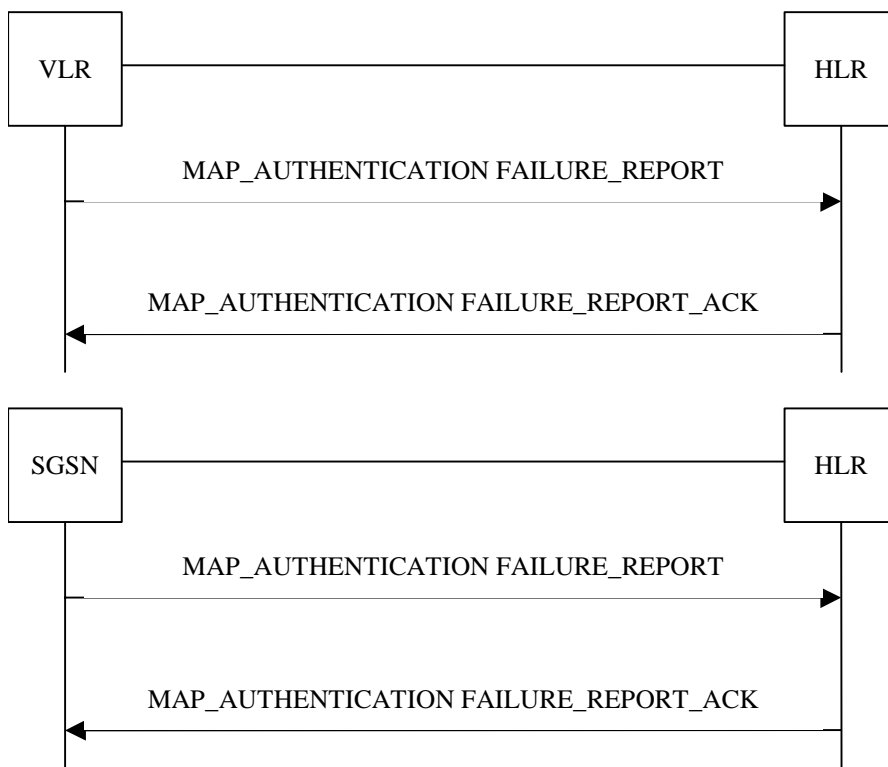 VLR
HLR
MAP_AUTHENTICATION FAILURE_REPORT
MAP_AUTHENTICATION FAILURE_REPORT_ACK
SGSN
HLR
MAP_AUTHENTICATION FAILURE_REPORT
MAP_AUTHENTICATION FAILURE_REPORT_ACK